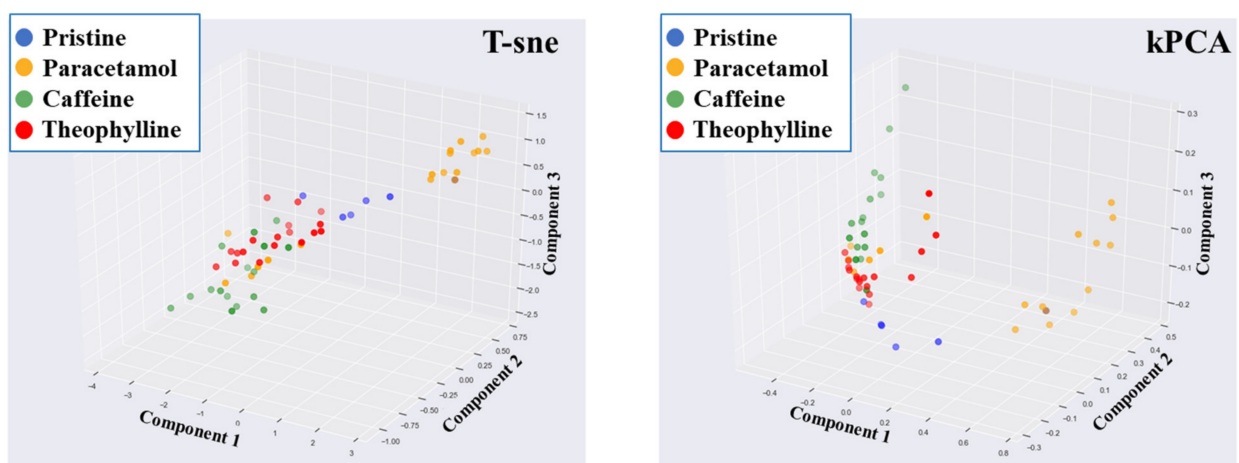 Pristine
Paracetamol
Caffeine
Theophylline
T-sne
1.5
1.0
0.5
0.0
-0.5
-1.0
-1.5
-2.0
-2.5
Component 3
0.75
0.50
0.25
0.00
-0.25
-0.50
-0.75
-1.00
Component 2
-4
-3
-2
-1
0
1
2
3
Component 1
Pristine
Paracetamol
Caffeine
Theophylline
kPCA
0.3
0.2
0.1
0.0
-0.1
-0.2
Component 3
0.5
0.4
0.3
0.2
0.1
0.0
-0.1
-0.2
-0.3
Component 2
-0.4
-0.2
0.0
0.2
0.4
0.6
0.8
Component 1